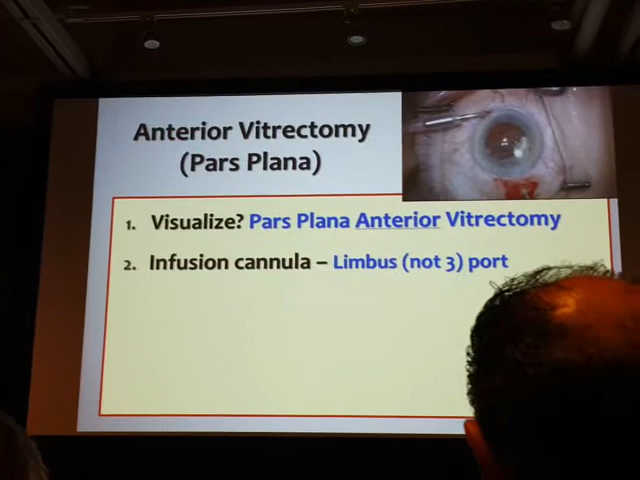 Anterior Vitrectomy
(Pars Plana)
1. Visualize? Pars Plana Anterior Vitrectomy
2. Infusion cannula – Limbus (not 3) port